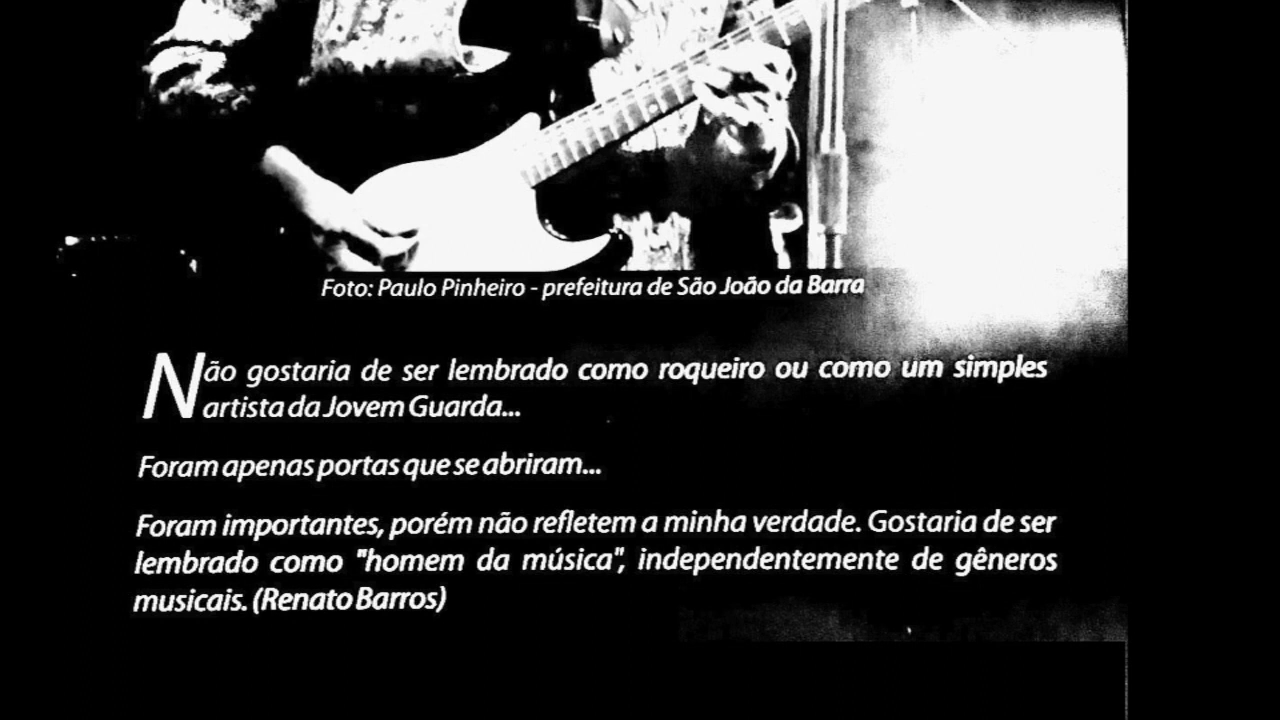 Foto: Paulo Pinheiro - prefeitura de São João da Barra
Não gostaria de ser lembrado como roqueiro ou como um simples
artista da Jovem Guarda...
Foram apenas portas que se abriram...
Foram importantes, porém não refletem a minha verdade. Gostaria de ser
lembrado como "homem da música", independentemente de gêneros
musicais. (Renato Barros)